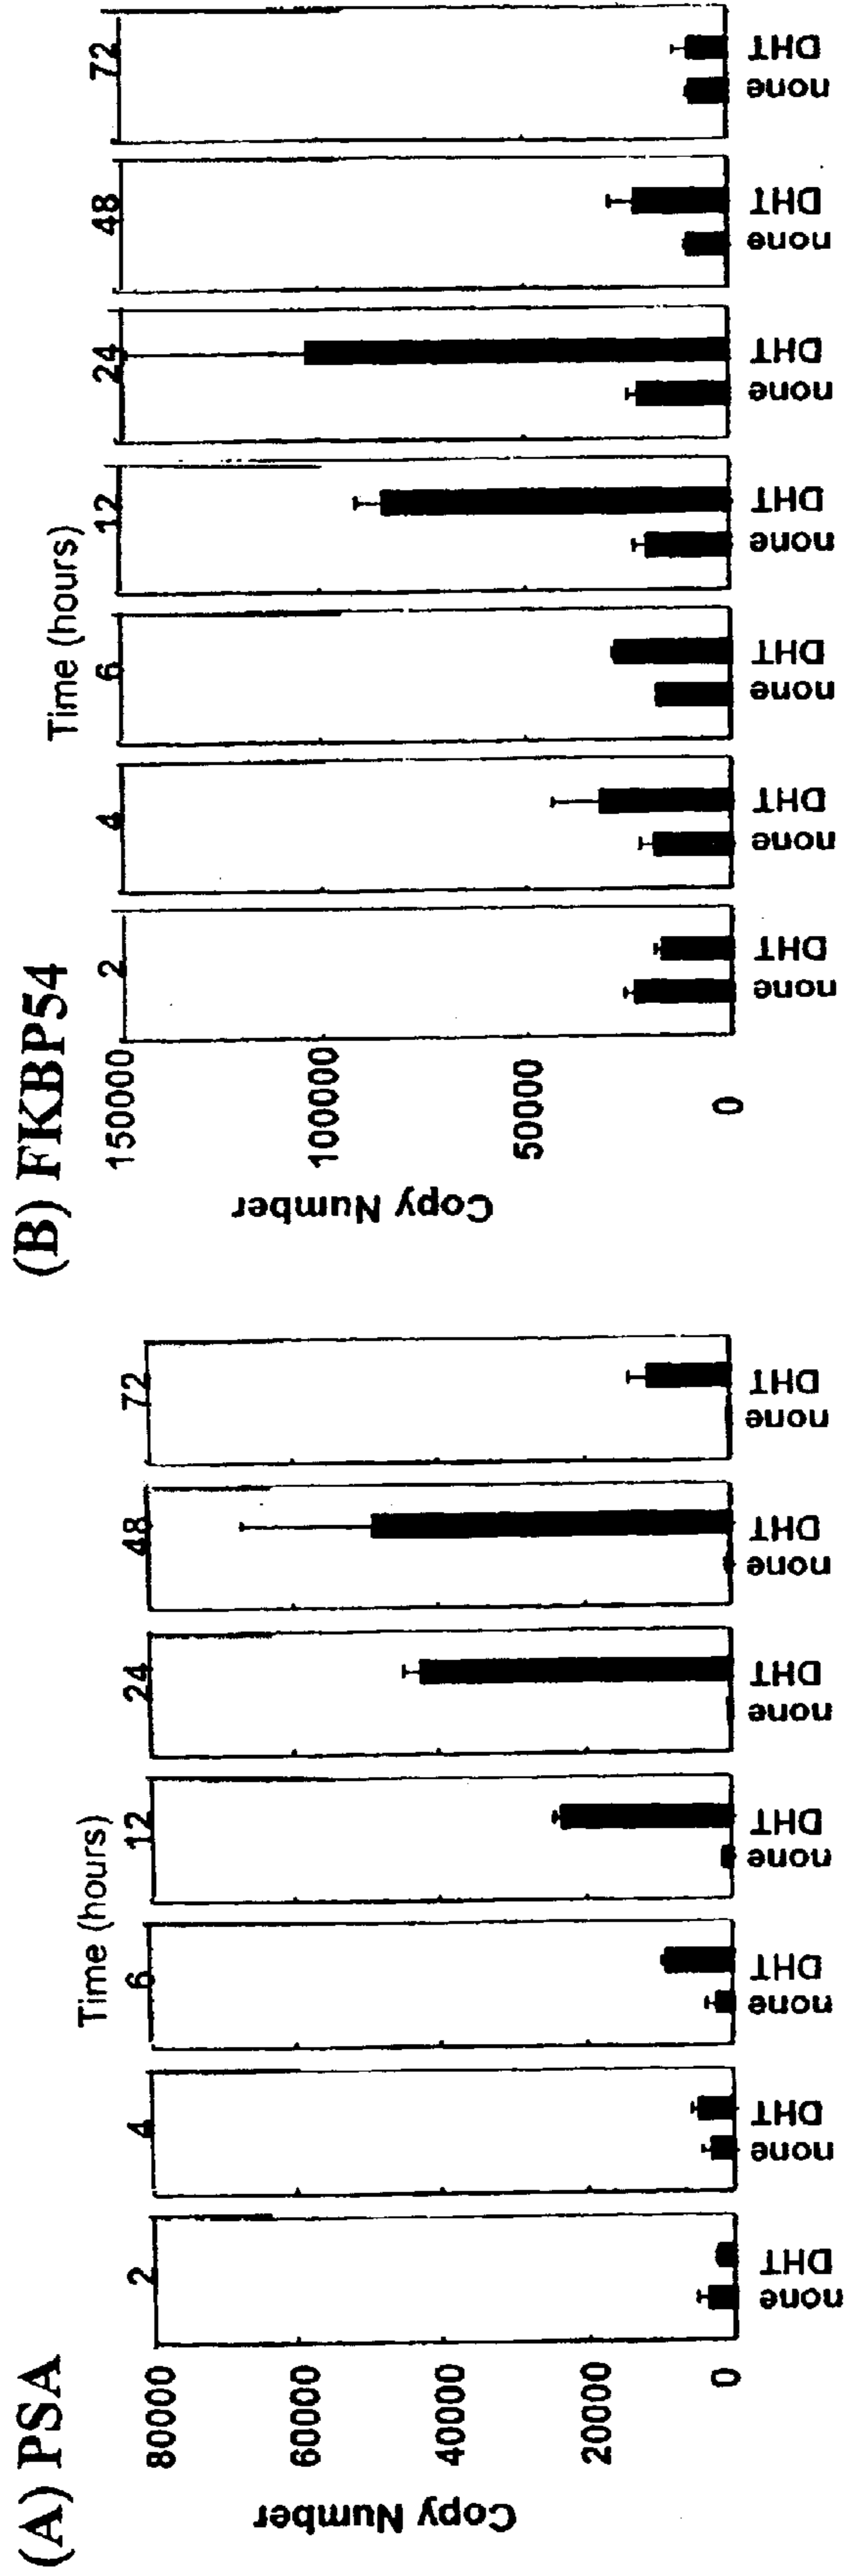 (A) PSA
Time (hours)
2 4 6 12 24 48 72
Copy Number
80000
60000
40000
20000
0
none DHT none DHT none DHT none DHT none DHT none DHT none DHT
(B) FKBP54
Time (hours)
2 4 6 12 24 48 72
Copy Number
150000
100000
50000
0
none DHT none DHT none DHT none DHT none DHT none DHT none DHT